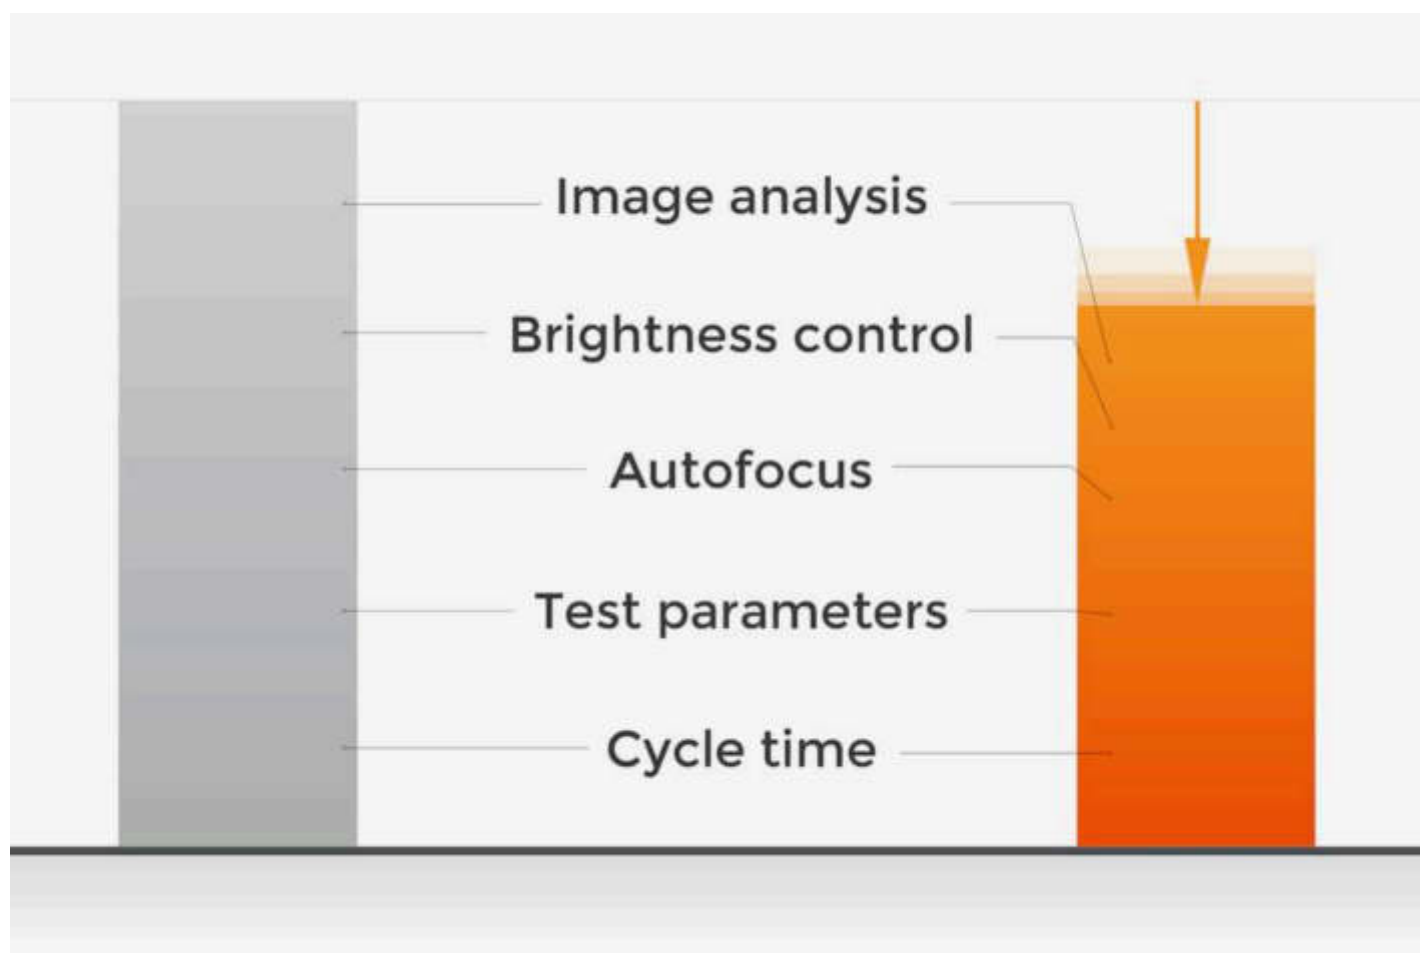 Image analysis
Brightness control
Autofocus
Test parameters
Cycle time